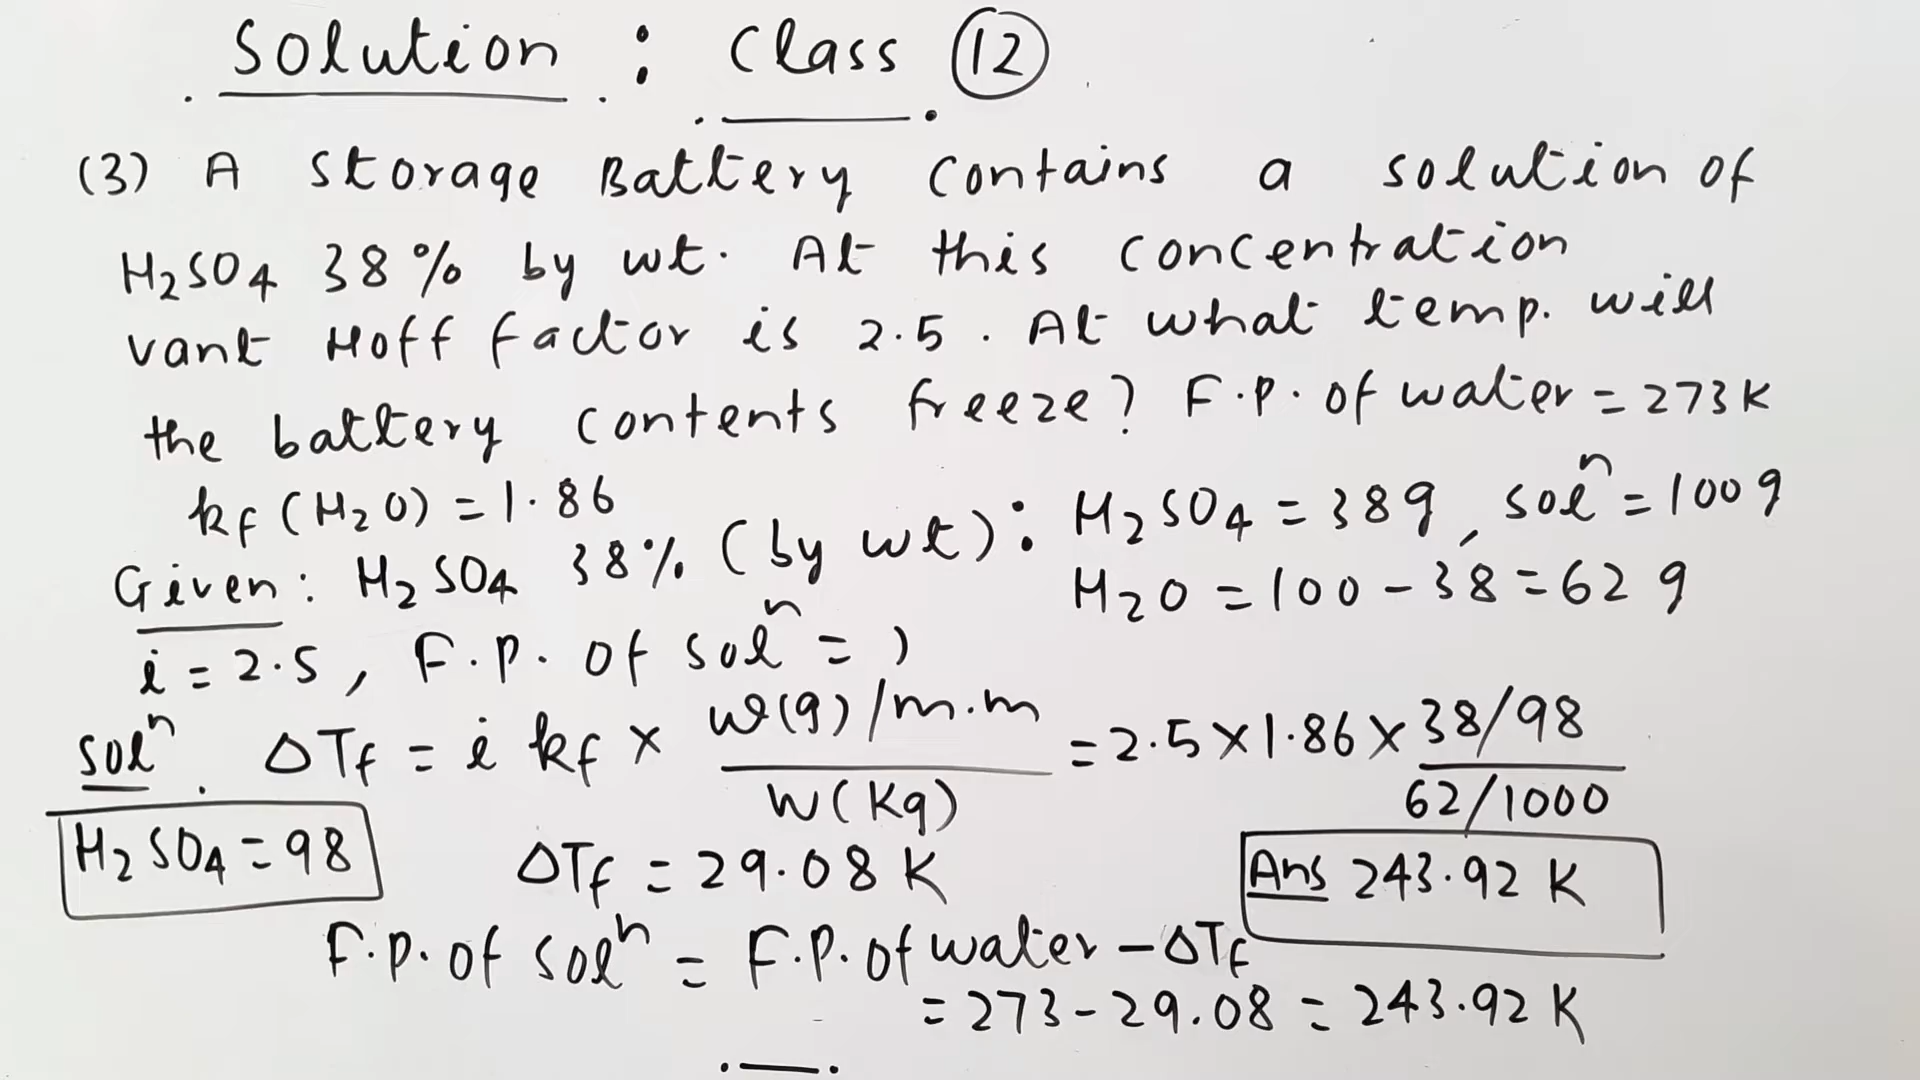 Solution : Class 12
(3) A storage Battery contains a solution of
H₂SO₄ 38% by wt. At this concentration
vant Hoff factor is 2.5. At what temp. will
the battery contents freeze? F.P. of water = 273K
kf (H₂O) = 1.86
Given: H₂SO₄ 38% (by wt): H₂SO₄ = 38g, solⁿ = 100g
H₂O = 100 - 38 = 62 g
i = 2.5, F.P. of solⁿ = )
solⁿ. ΔTf = i kf × w(g)/m.m / W(Kg) = 2.5×1.86× 38/98 / 62/1000
H₂SO₄ = 98
ΔTf = 29.08 K
Ans 243.92 K
F.P. of solⁿ = F.P. of water - ΔTf
= 273 - 29.08 = 243.92 K